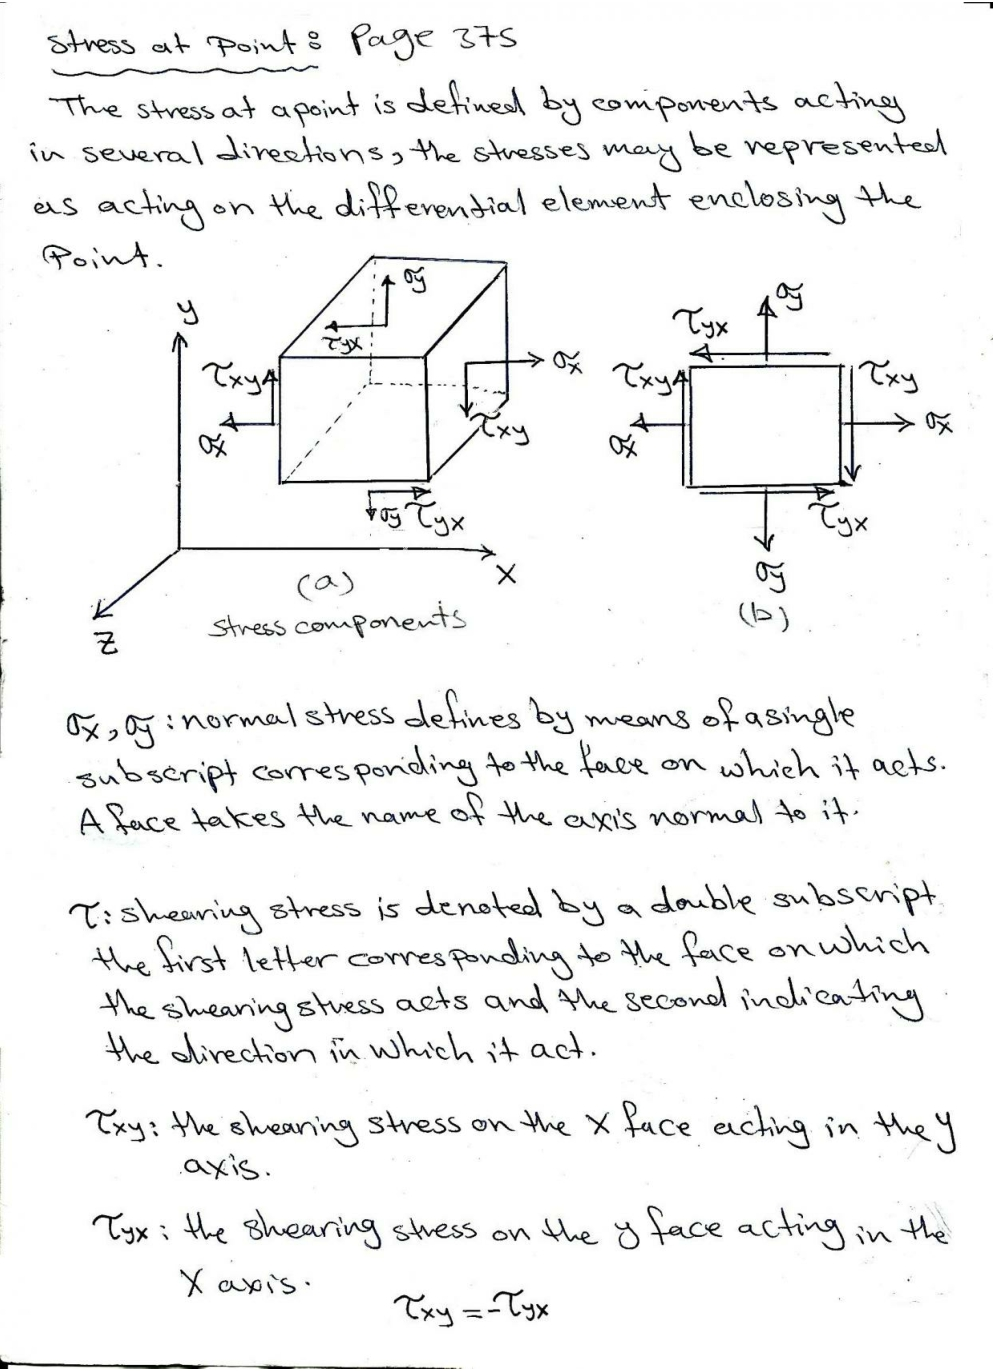 Stress at Point: Page 375
The stress at a point is defined by components acting
in several directions, the stresses may be represented
as acting on the differential element enclosing the
Point.
y
σy
τyx
τxy
σx
σx
τxy
σy τyx
x
z
(a)
stress components
σy
τyx
τxy
τxy
σx
σx
τyx
σy
(b)
σx, σy: normal stress defines by means of a single
subscript corresponding to the face on which it acts.
A face takes the name of the axis normal to it.
τ: shearing stress is denoted by a double subscript
the first letter corresponding to the face on which
the shearing stress acts and the second indicating
the direction in which it act.
τxy: the shearing stress on the x face acting in the y
axis.
τyx: the shearing stress on the y face acting in the
X axis.
τxy = -τyx